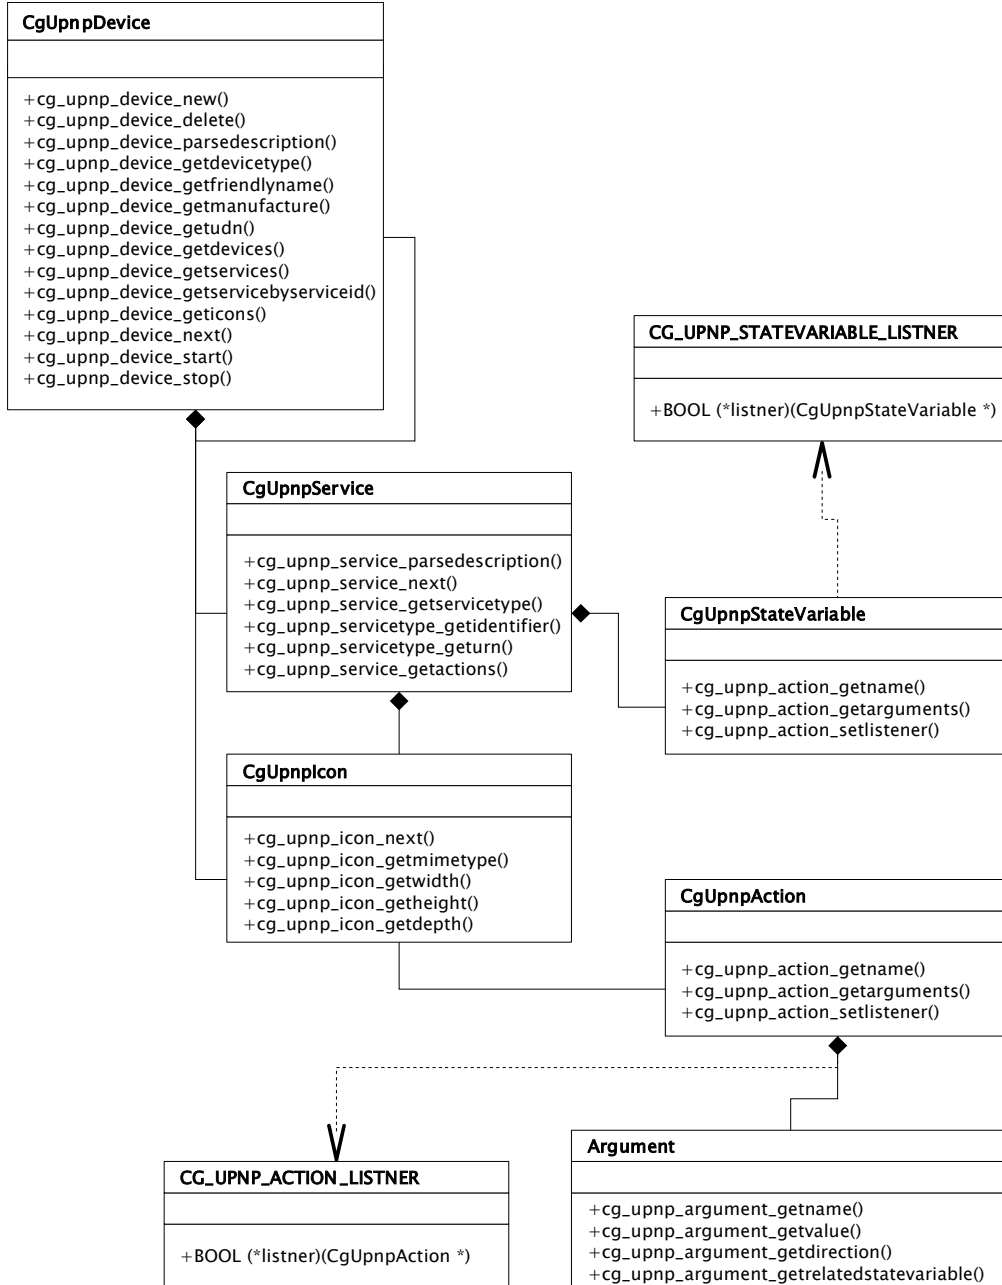 CgUpnpDevice
+cg_upnp_device_new()
+cg_upnp_device_delete()
+cg_upnp_device_parsedescription()
+cg_upnp_device_getdevicetype()
+cg_upnp_device_getfriendlyname()
+cg_upnp_device_getmanufacture()
+cg_upnp_device_getudn()
+cg_upnp_device_getdevices()
+cg_upnp_device_getservices()
+cg_upnp_device_getservicebyserviceid()
+cg_upnp_device_geticons()
+cg_upnp_device_next()
+cg_upnp_device_start()
+cg_upnp_device_stop()
CG_UPNP_STATEVARIABLE_LISTNER
+BOOL (*listner)(CgUpnpStateVariable *)
CgUpnpService
+cg_upnp_service_parsedescription()
+cg_upnp_service_next()
+cg_upnp_service_getservicetype()
+cg_upnp_servicetype_getidentifier()
+cg_upnp_servicetype_geturn()
+cg_upnp_service_getactions()
CgUpnpStateVariable
+cg_upnp_action_getname()
+cg_upnp_action_getarguments()
+cg_upnp_action_setlistener()
CgUpnpIcon
+cg_upnp_icon_next()
+cg_upnp_icon_getmimetype()
+cg_upnp_icon_getwidth()
+cg_upnp_icon_getheight()
+cg_upnp_icon_getdepth()
CgUpnpAction
+cg_upnp_action_getname()
+cg_upnp_action_getarguments()
+cg_upnp_action_setlistener()
CG_UPNP_ACTION_LISTNER
+BOOL (*listner)(CgUpnpAction *)
Argument
+cg_upnp_argument_getname()
+cg_upnp_argument_getvalue()
+cg_upnp_argument_getdirection()
+cg_upnp_argument_getrelatedstatevariable()